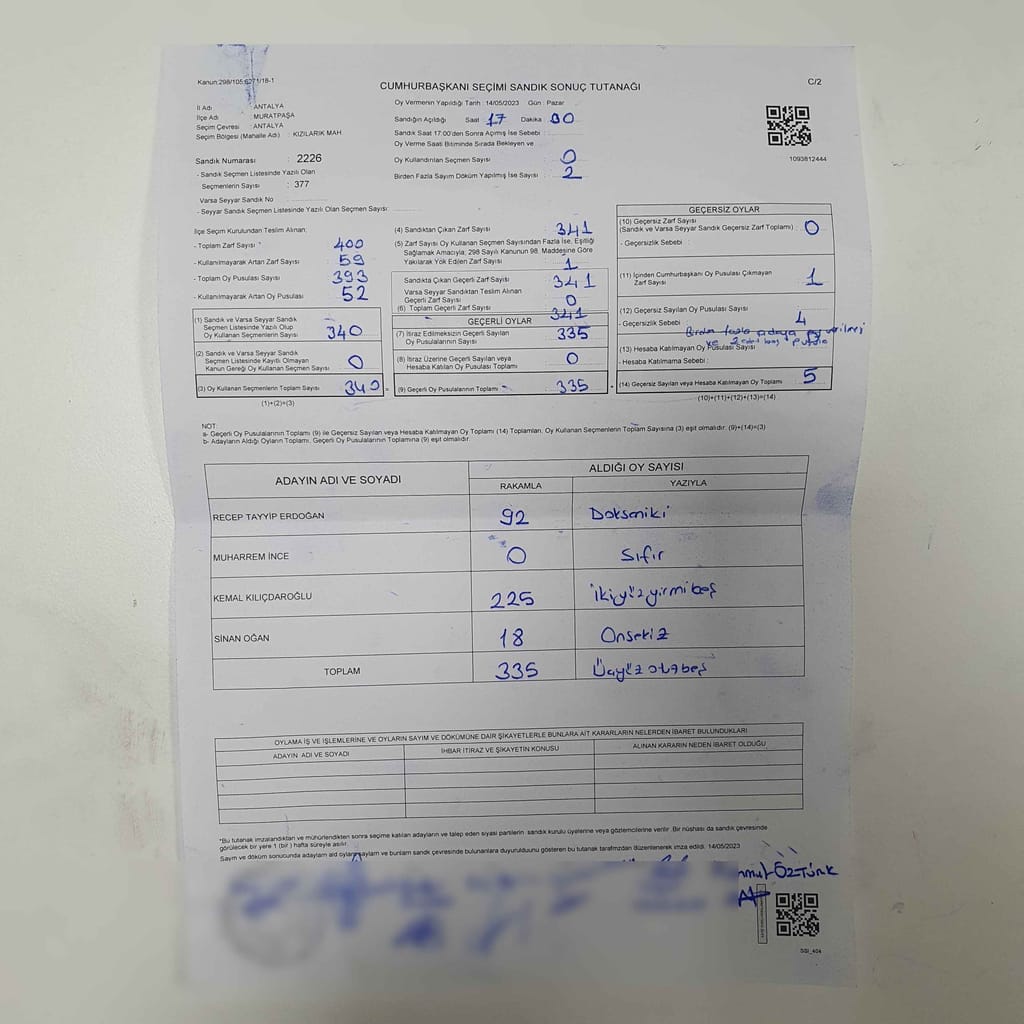 Kanun:298/105;6271/18-1
CUMHURBAŞKANI SEÇİMİ SANDIK SONUÇ TUTANAĞI
C/2
İl Adı : ANTALYA
İlçe Adı : MURATPAŞA
Seçim Çevresi : ANTALYA
Seçim Bölgesi (Mahalle Adı) : KIZILARIK MAH
Sandık Numarası : 2226
- Sandık Seçmen Listesinde Yazılı Olan
Seçmenlerin Sayısı : 377
Varsa Seyyar Sandık No
- Seyyar Sandık Seçmen Listesinde Yazılı Olan Seçmen Sayısı
Oy Vermenin Yapıldığı Tarih : 14/05/2023 Gün : Pazar
Sandığın Açıldığı Saat 17 Dakika 00
Sandık Saat 17:00'den Sonra Açımış İse Sebebi :
Oy Verme Saati Bitiminde Sırada Bekleyen ve
Oy Kullandırılan Seçmen Sayısı 0
Birden Fazla Sayım Döküm Yapılmış İse Sayısı : 2
1093812444
İlçe Seçim Kurulundan Teslim Alınan:
- Toplam Zarf Sayısı : 400
- Kullanılmayarak Artan Zarf Sayısı 59
- Toplam Oy Pusulası Sayısı 393
- Kullanılmayarak Artan Oy Pusulası 52
(1) Sandık ve Varsa Seyyar Sandık
Seçmen Listesinde Yazılı Olup
Oy Kullanan Seçmenlerin Sayısı 340
(2) Sandık ve Varsa Seyyar Sandık
Seçmen Listesinde Kayıtlı Olmayan
Kanun Gereği Oy Kullanan Seçmen Sayısı 0
(3) Oy Kullanan Seçmenlerin Toplam Sayısı 340
(1)+(2)=(3)
(4) Sandıktan Çıkan Zarf Sayısı : 341
(5) Zarf Sayısı Oy Kullanan Seçmen Sayısından Fazla İse, Eşitliği
Sağlamak Amacıyla; 298 Sayılı Kanunun 98. Maddesine Göre
Yakılarak Yok Edilen Zarf Sayısı 1
Sandıkta Çıkan Geçerli Zarf Sayısı 341
Varsa Seyyar Sandıktan Teslim Alınan
Geçerli Zarf Sayısı 0
(6) Toplam Geçerli Zarf Sayısı 341
GEÇERLİ OYLAR
(7) İtiraz Edilmeksizin Geçerli Sayılan
Oy Pusulası Sayısı 335
(8) İtiraz Üzerine Geçerli Sayılan veya
Hesaba Katılan Oy Pusulası Toplamı 0
= (9) Geçerli Oy Pusulalarının Toplamı 335
GEÇERSİZ OYLAR
(10) Geçersiz Zarf Sayısı
(Sandık ve Varsa Seyyar Sandık Geçersiz Zarf Toplamı) 0
- Geçersizlik Sebebi :
(11) İçinden Cumhurbaşkanı Oy Pusulası Çıkmayan
Zarf Sayısı 1
(12) Geçersiz Sayılan Oy Pusulası Sayısı 4
- Geçersizlik Sebebi : Birden fazla adaya oy verilmesi
ve 2 adet boş pusula
(13) Hesaba Katılmayan Oy Pusulası Sayısı
- Hesaba Katılmama Sebebi :
+ (14) Geçersiz Sayılan veya Hesaba Katılmayan Oy Toplamı 5
(10)+(11)+(12)+(13)=(14)
NOT:
a- Geçerli Oy Pusulalarının Toplamı (9) ile Geçersiz Sayılan veya Hesaba Katılmayan Oy Toplamı (14) Toplamları, Oy Kullanan Seçmenlerin Toplam Sayısına (3) eşit olmalıdır. (9)+(14)=(3)
b- Adayların Aldığı Oyların Toplamı, Geçerli Oy Pusulalarının Toplamına (9) eşit olmalıdır.
ADAYIN ADI VE SOYADI
ALDIĞI OY SAYISI
RAKAMLA YAZIYLA
RECEP TAYYİP ERDOĞAN 92 Doksaniki
MUHARREM İNCE 0 Sıfır
KEMAL KILIÇDAROĞLU 225 İkiyüzyirmibeş
SİNAN OĞAN 18 Onsekiz
TOPLAM 335 Üçyüzotuzbeş
OYLAMA İŞ VE İŞLEMLERİNE VE OYLARIN SAYIM VE DÖKÜMÜNE DAİR ŞİKAYETLERLE BUNLARA AİT KARARLARIN NELERDEN İBARET BULUNDUKLARI
ADAYIN ADI VE SOYADI İHBAR İTİRAZ VE ŞİKAYETİN KONUSU ALINAN KARARIN NEDEN İBARET OLDUĞU
*Bu tutanak imzalandıktan ve mühürlendikten sonra seçime katılan adayların ve talep eden siyasi partilerin sandık kurulu üyelerine veya gözlemcilerine verilir. Bir nüshası da sandık çevresinde
görülecek bir yere 1 (bir) hafta süreyle asılır.
Sayım ve döküm sonucunda adayların
bu tutanak tarafımızdan düzenlenerek imza edildi. 14/05/2023
ÖZTÜRK
SSI_404